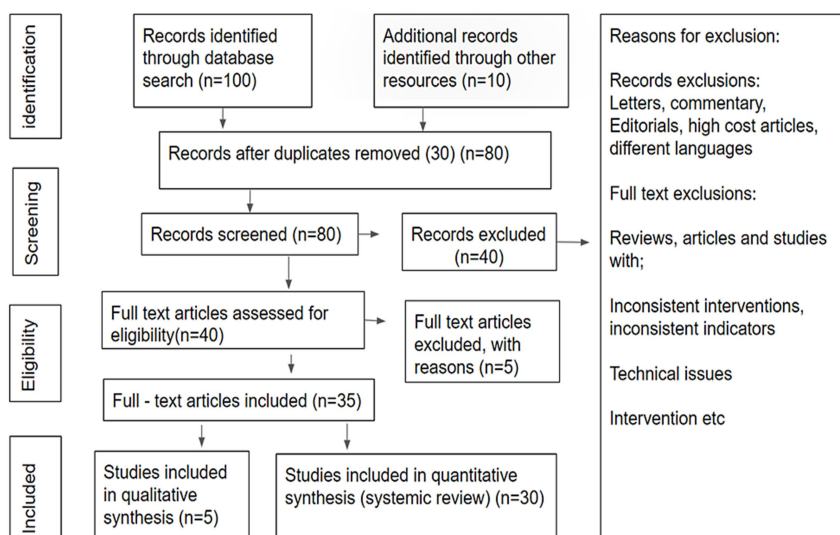 identification
Records identified
through database
search (n=100)
Additional records
identified through other
resources (n=10)
Records after duplicates removed (30) (n=80)
Screening
Records screened (n=80)
Records excluded
(n=40)
Eligibility
Full text articles assessed for
eligibility(n=40)
Full text articles
excluded, with
reasons (n=5)
Full - text articles included (n=35)
Included
Studies included
in qualitative
synthesis (n=5)
Studies included in quantitative
synthesis (systemic review) (n=30)
Reasons for exclusion:
Records exclusions:
Letters, commentary,
Editorials, high cost articles,
different languages
Full text exclusions:
Reviews, articles and studies
with;
Inconsistent interventions,
inconsistent indicators
Technical issues
Intervention etc